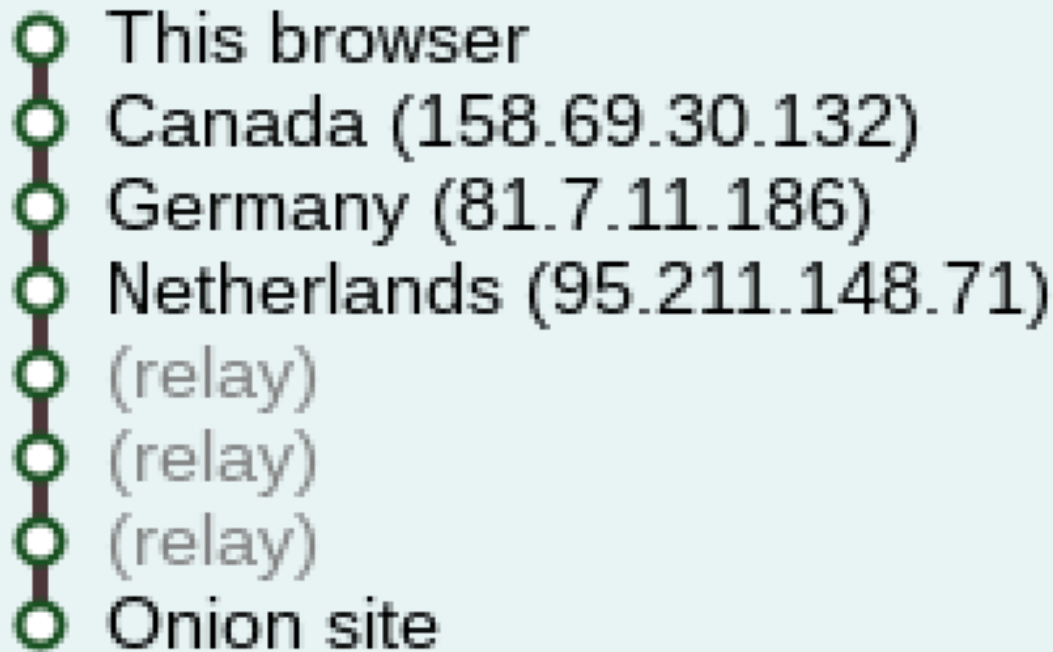 This browser
Canada (158.69.30.132)
Germany (81.7.11.186)
Netherlands (95.211.148.71)
(relay)
(relay)
(relay)
Onion site